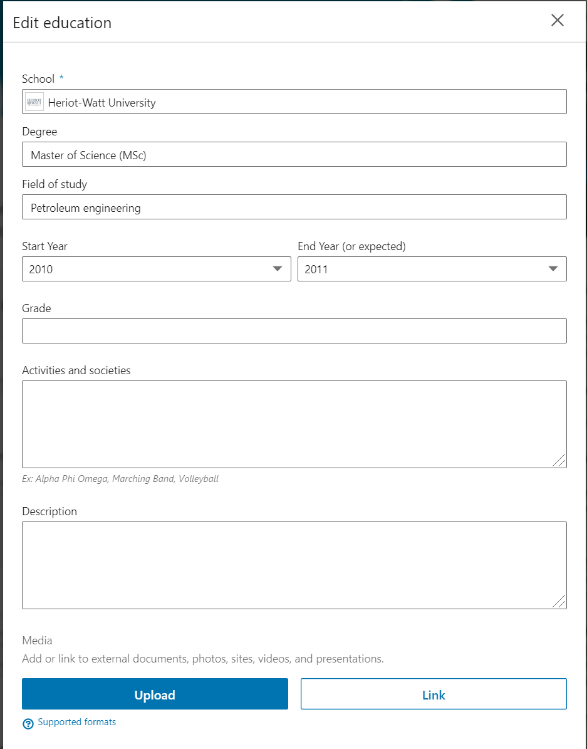 Edit education
School *
Heriot-Watt University
Degree
Master of Science (MSc)
Field of study
Petroleum engineering
Start Year
End Year (or expected)
2010
2011
Grade
Activities and societies
Ex: Alpha Phi Omega, Marching Band, Volleyball
Description
Media
Add or link to external documents, photos, sites, videos, and presentations.
Upload
Link
Supported formats